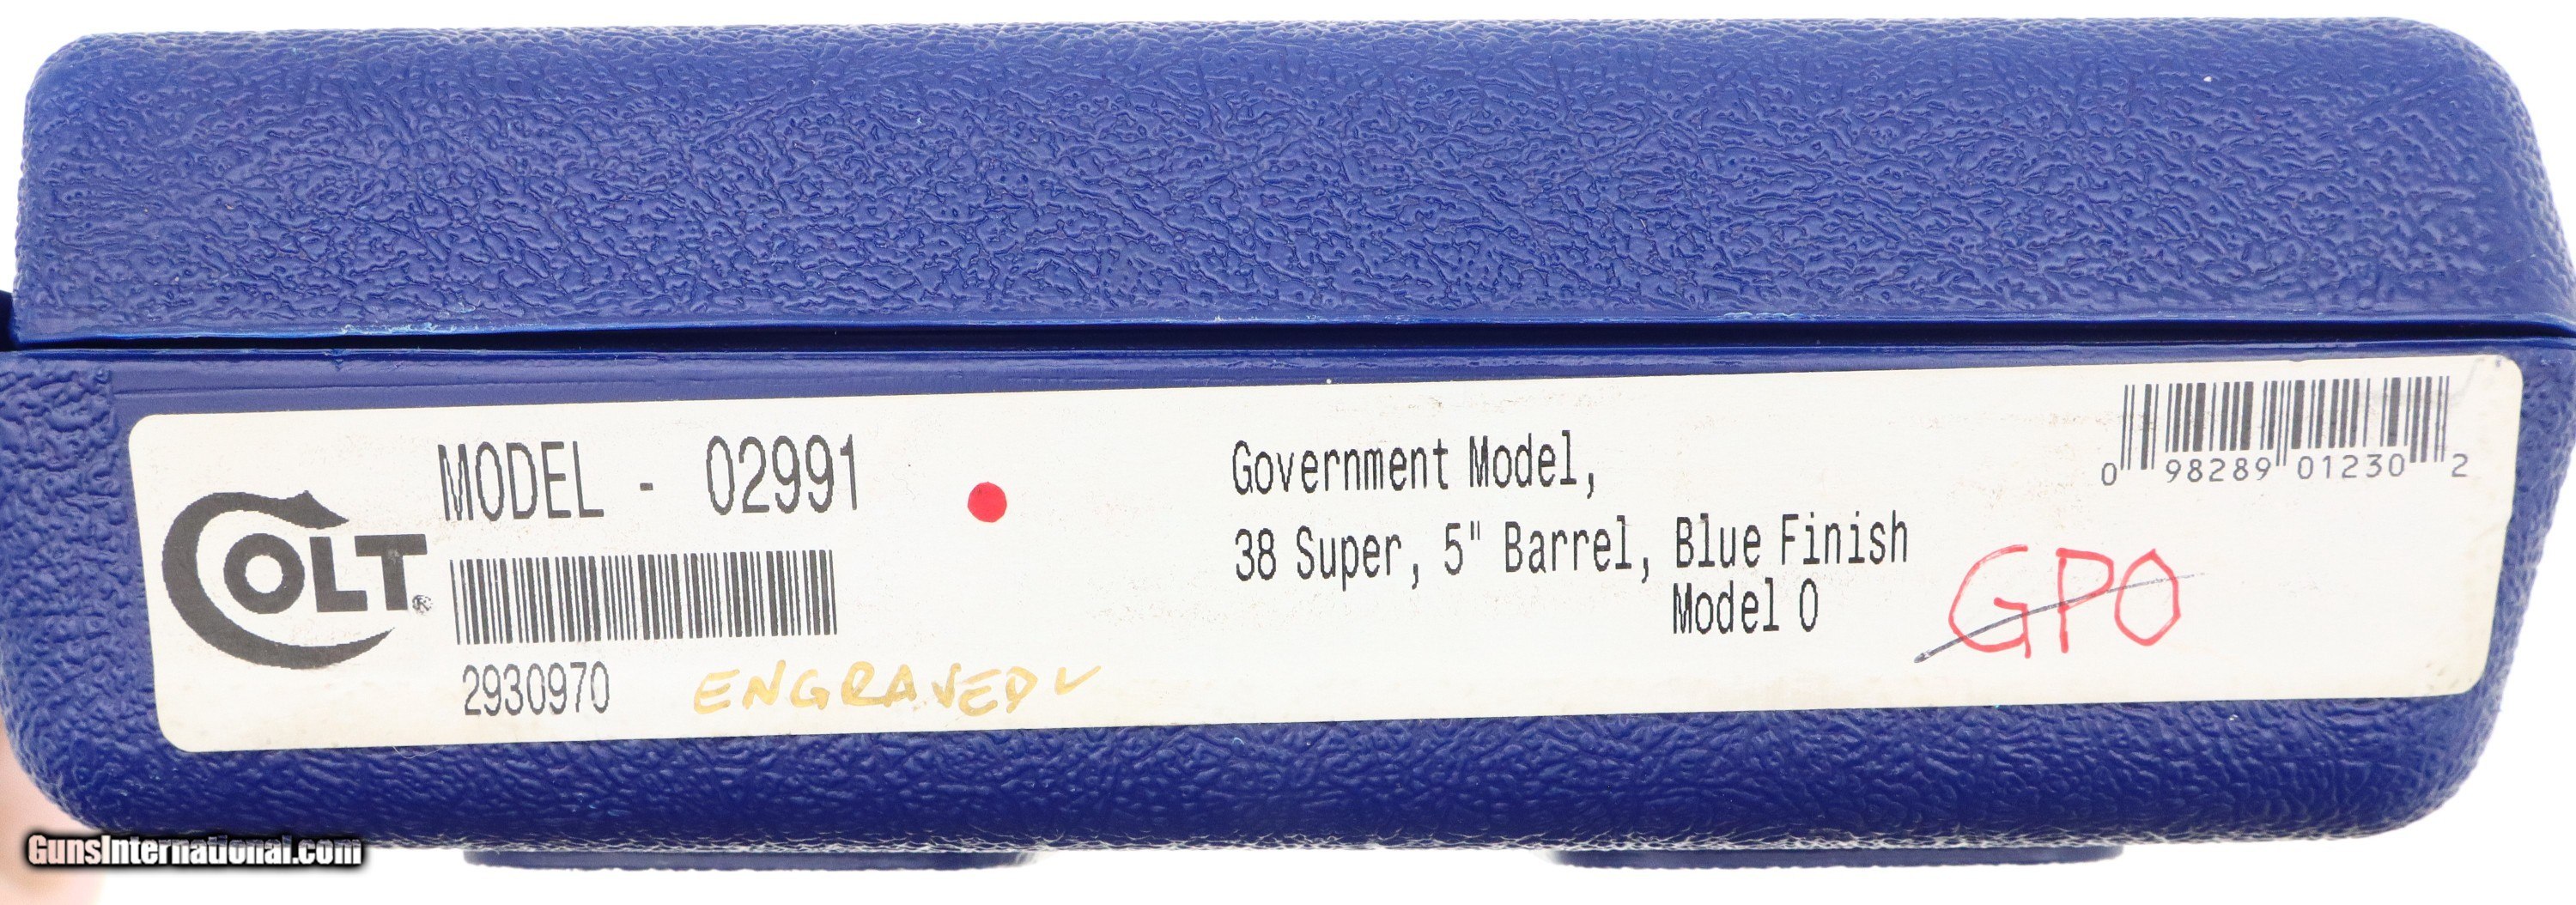 COLT®
MODEL - 02991
2930970
ENGRAVED
Government Model,
38 Super, 5" Barrel, Blue Finish
Model O
GPO
0 98289 01230 2
GunsInternational.com